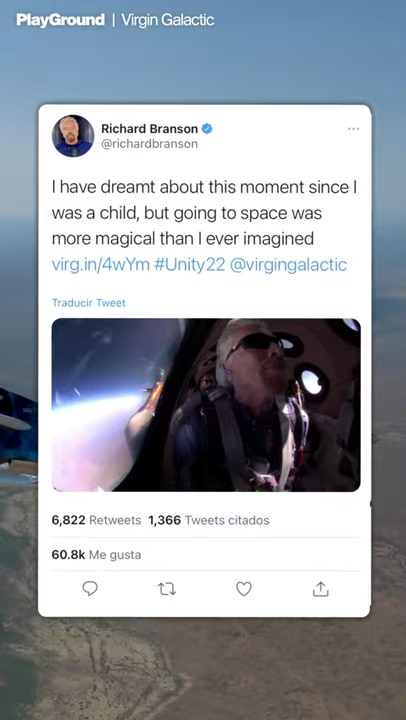 PlayGround | Virgin Galactic
Richard Branson
@richardbranson
I have dreamt about this moment since I
was a child, but going to space was
more magical than I ever imagined
virg.in/4wYm #Unity22 @virgingalactic
Traducir Tweet
6,822 Retweets 1,366 Tweets citados
60.8k Me gusta